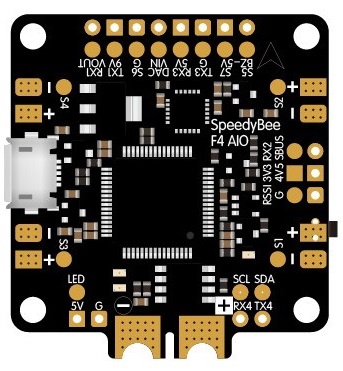 RX1 TX1 S6 DAC RX3 TX3 S7 S5
VOUT 9V G VIN 5V G 5V BZ-
S4
S2
SpeedyBee
F4 AIO
RSSI 3V3 RX2
G 4V5 SBUS
S3
S1
LED
5V G
SCL SDA
RX4 TX4